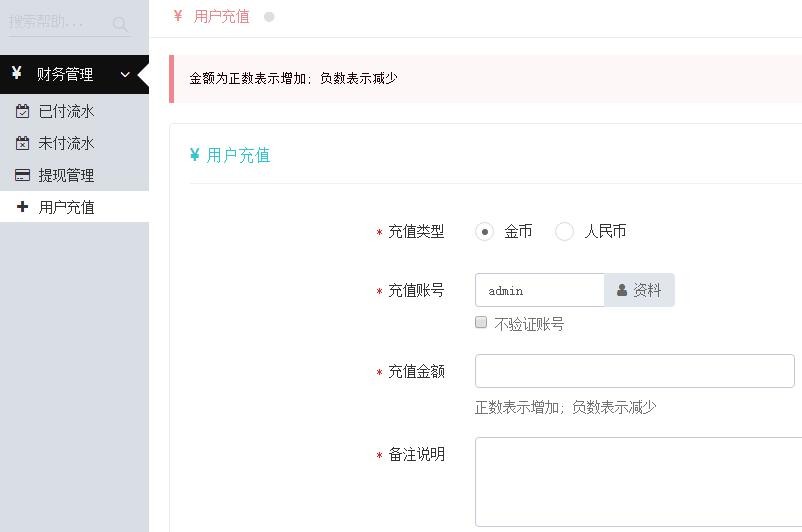 搜索帮助...
¥ 用户充值
¥ 财务管理
金额为正数表示增加；负数表示减少
已付流水
未付流水
提现管理
用户充值
¥ 用户充值
* 充值类型 金币 人民币
* 充值账号 admin 资料
不验证账号
* 充值金额
正数表示增加；负数表示减少
* 备注说明